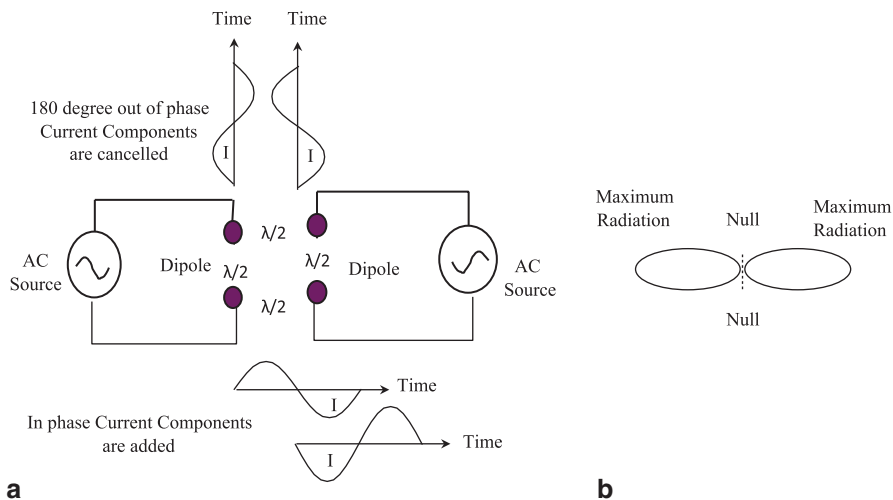 Time
Time
180 degree out of phase
Current Components
are cancelled
I
I
AC
Source
Dipole
λ/2
λ/2
λ/2
λ/2
Dipole
AC
Source
Time
I
In phase Current Components
are added
Time
I
a
Maximum
Radiation
Null
Maximum
Radiation
Null
b